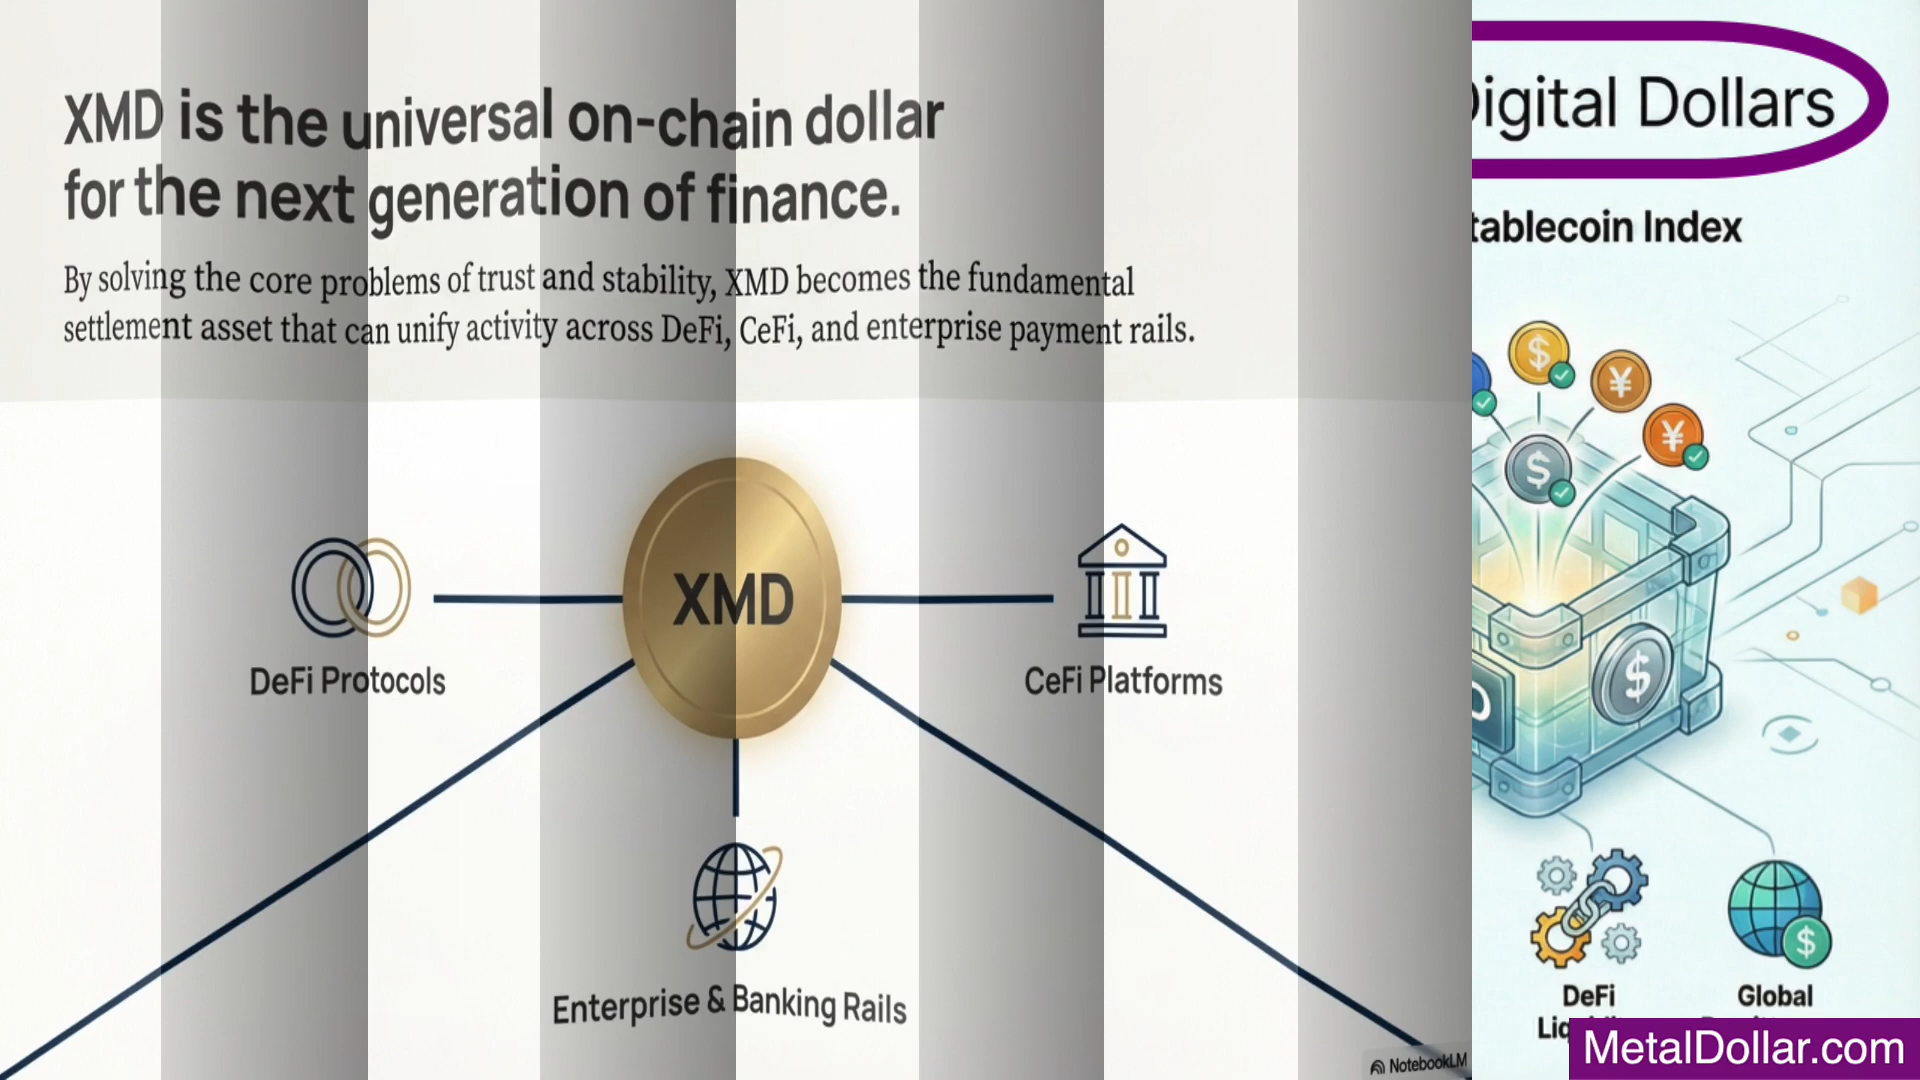 XMD is the universal on-chain dollar
for the next generation of finance.
By solving the core problems of trust and stability, XMD becomes the fundamental
settlement asset that can unify activity across DeFi, CeFi, and enterprise payment rails.
XMD
DeFi Protocols
CeFi Platforms
Enterprise & Banking Rails
NotebookLM
Digital Dollars
tablecoin Index
$
¥
¥
$
$
DeFi
Global
$
MetalDollar.com